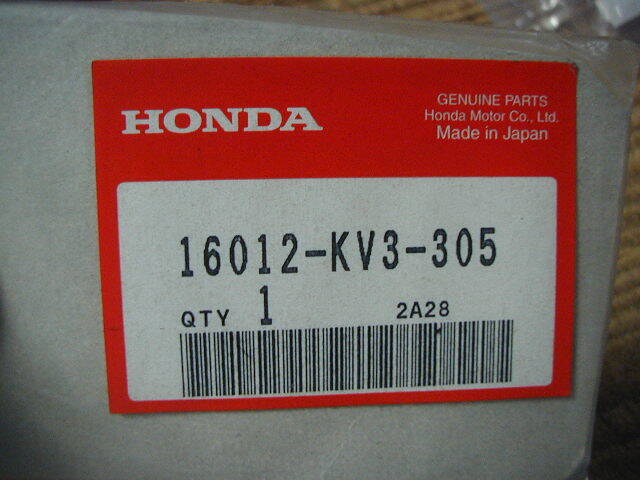 HONDA
GENUINE PARTS
Honda Motor Co., Ltd.
Made in Japan
16012-KV3-305
QTY 1 2A28